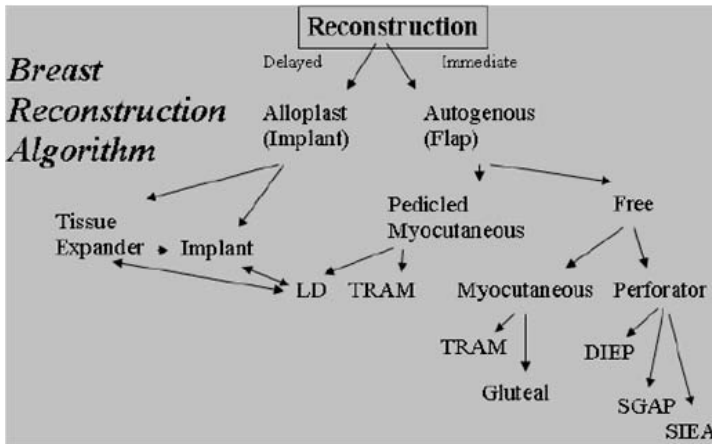 Reconstruction
Delayed
Immediate
Breast
Reconstruction
Algorithm
Alloplast
(Implant)
Autogenous
(Flap)
Pedicled
Myocutaneous
Free
Tissue
Expander
Implant
LD
TRAM
Myocutaneous
Perforator
TRAM
Gluteal
DIEP
SGAP
SIEA